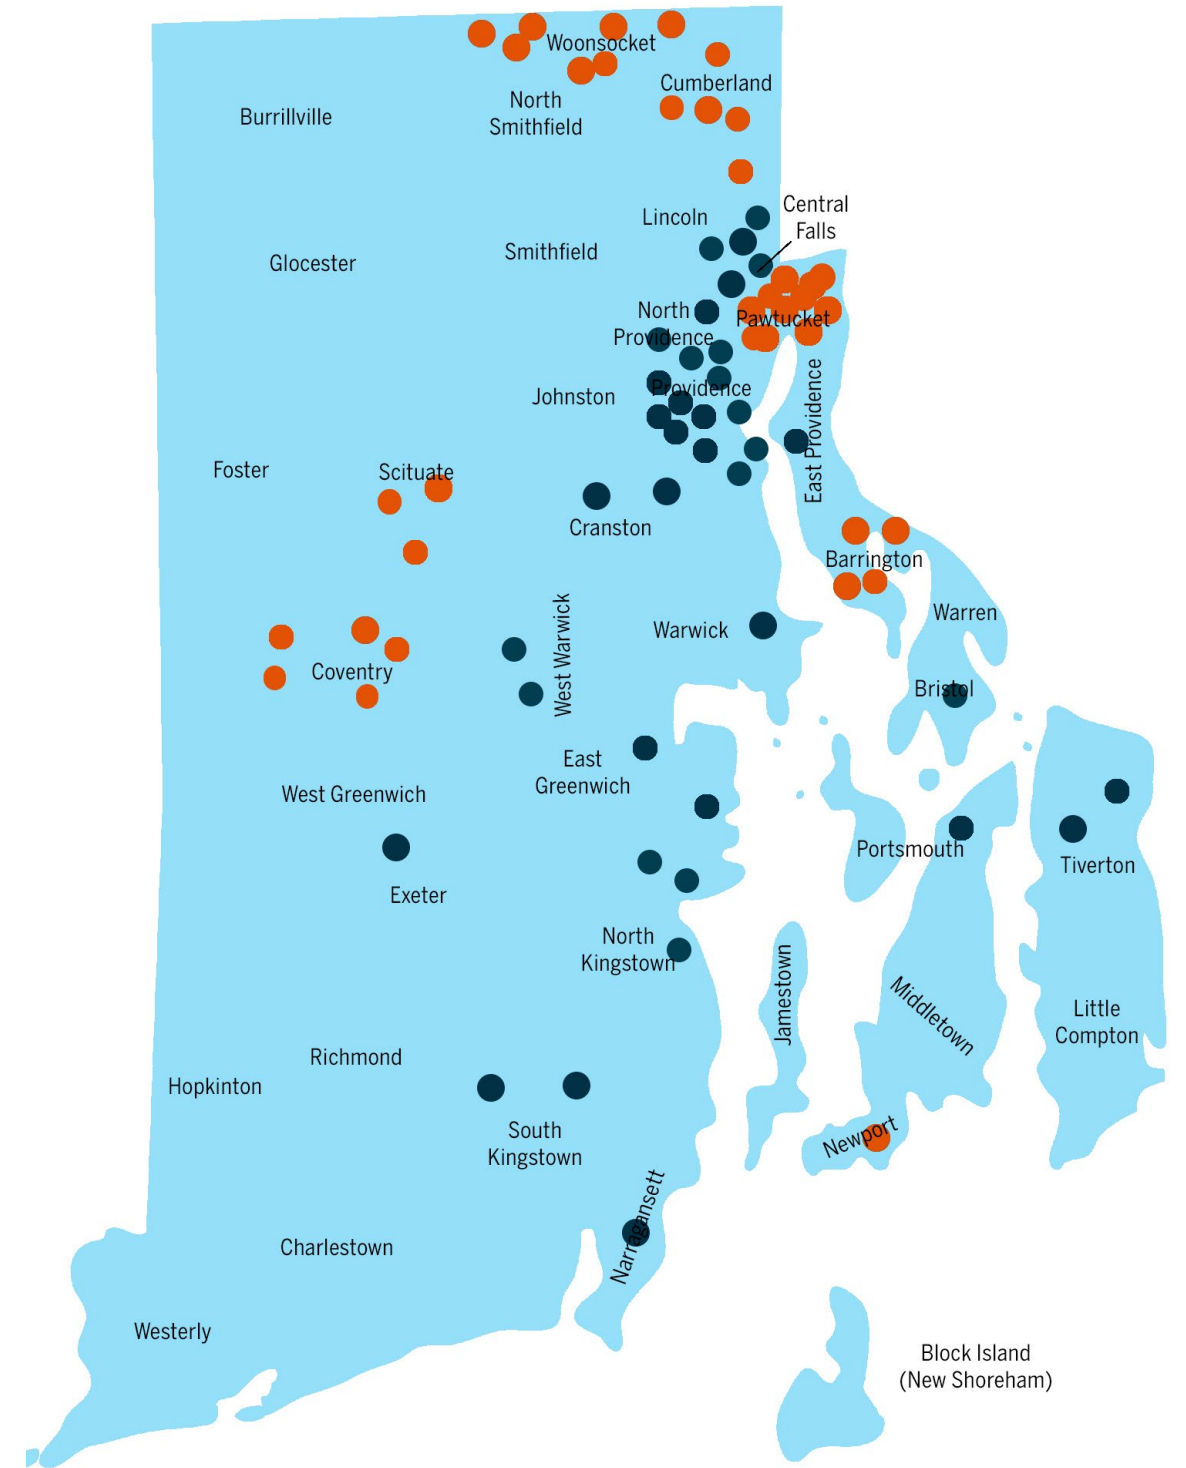 Woonsocket
Cumberland
North
Smithfield
Burrillville
Central
Falls
Lincoln
Smithfield
Glocester
North
Providence
Pawtucket
Johnston
Providence
East Providence
Foster
Scituate
Cranston
Barrington
Warren
West Warwick
Warwick
Coventry
Bristol
East
Greenwich
West Greenwich
Portsmouth
Tiverton
Exeter
North
Kingstown
Jamestown
Middletown
Little
Compton
Richmond
Hopkinton
South
Kingstown
Newport
Narragansett
Charlestown
Westerly
Block Island
(New Shoreham)